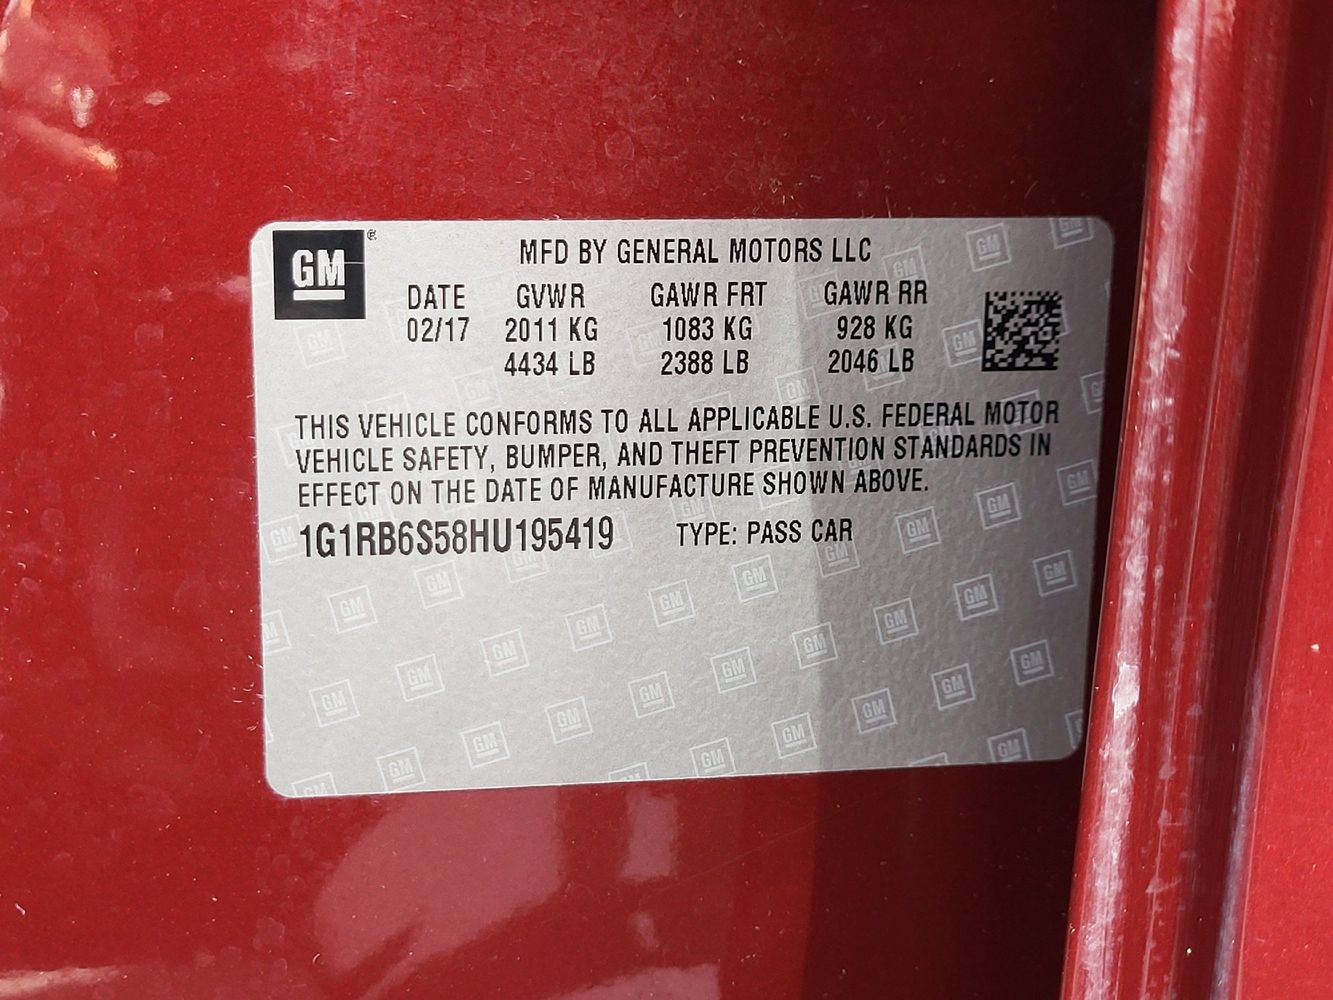 GM ®
MFD BY GENERAL MOTORS LLC
DATE GVWR GAWR FRT GAWR RR
02/17 2011 KG 1083 KG 928 KG
4434 LB 2388 LB 2046 LB
THIS VEHICLE CONFORMS TO ALL APPLICABLE U.S. FEDERAL MOTOR
VEHICLE SAFETY, BUMPER, AND THEFT PREVENTION STANDARDS IN
EFFECT ON THE DATE OF MANUFACTURE SHOWN ABOVE.
1G1RB6S58HU195419 TYPE: PASS CAR